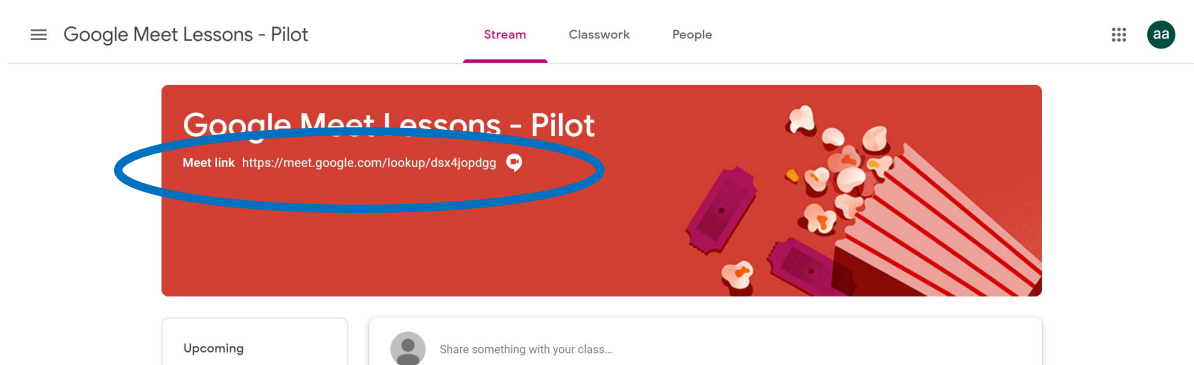 Google Meet Lessons - Pilot
Stream Classwork People
aa
Google Meet Lessons - Pilot
Meet link https://meet.google.com/lookup/dsx4jopdgg
Upcoming
Share something with your class...